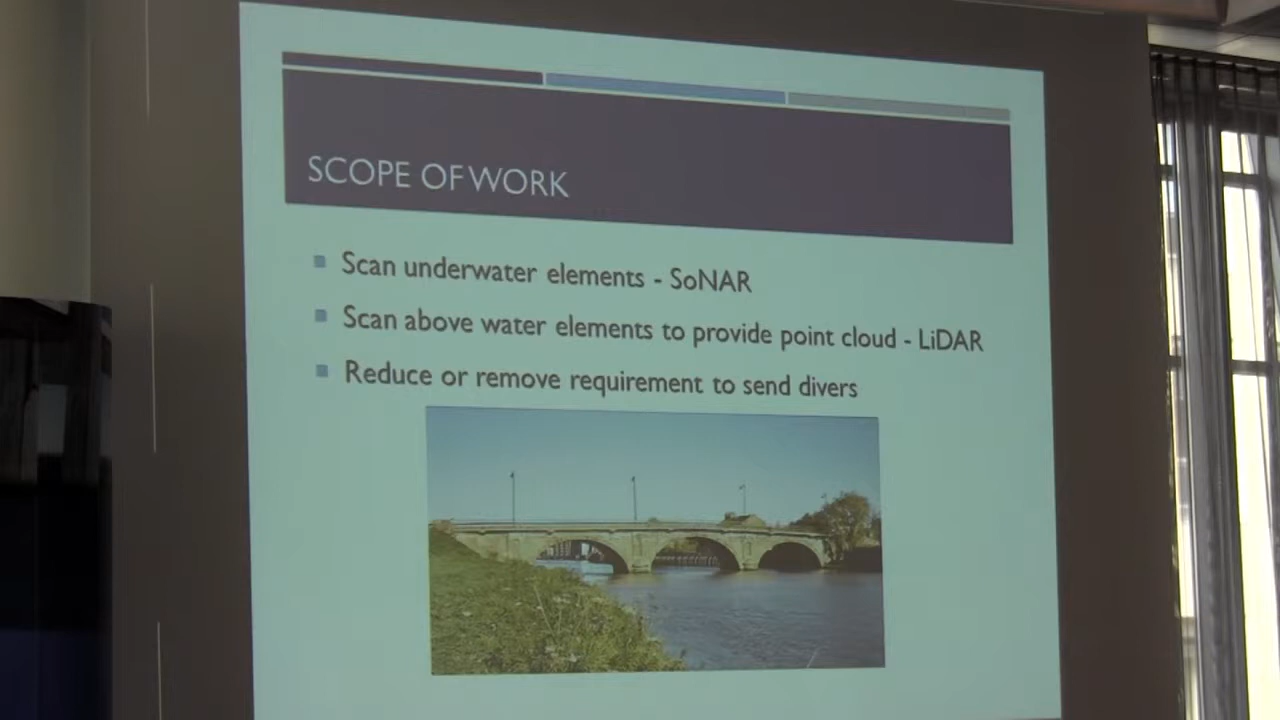 SCOPE OF WORK
Scan underwater elements - SoNAR
Scan above water elements to provide point cloud - LiDAR
Reduce or remove requirement to send divers